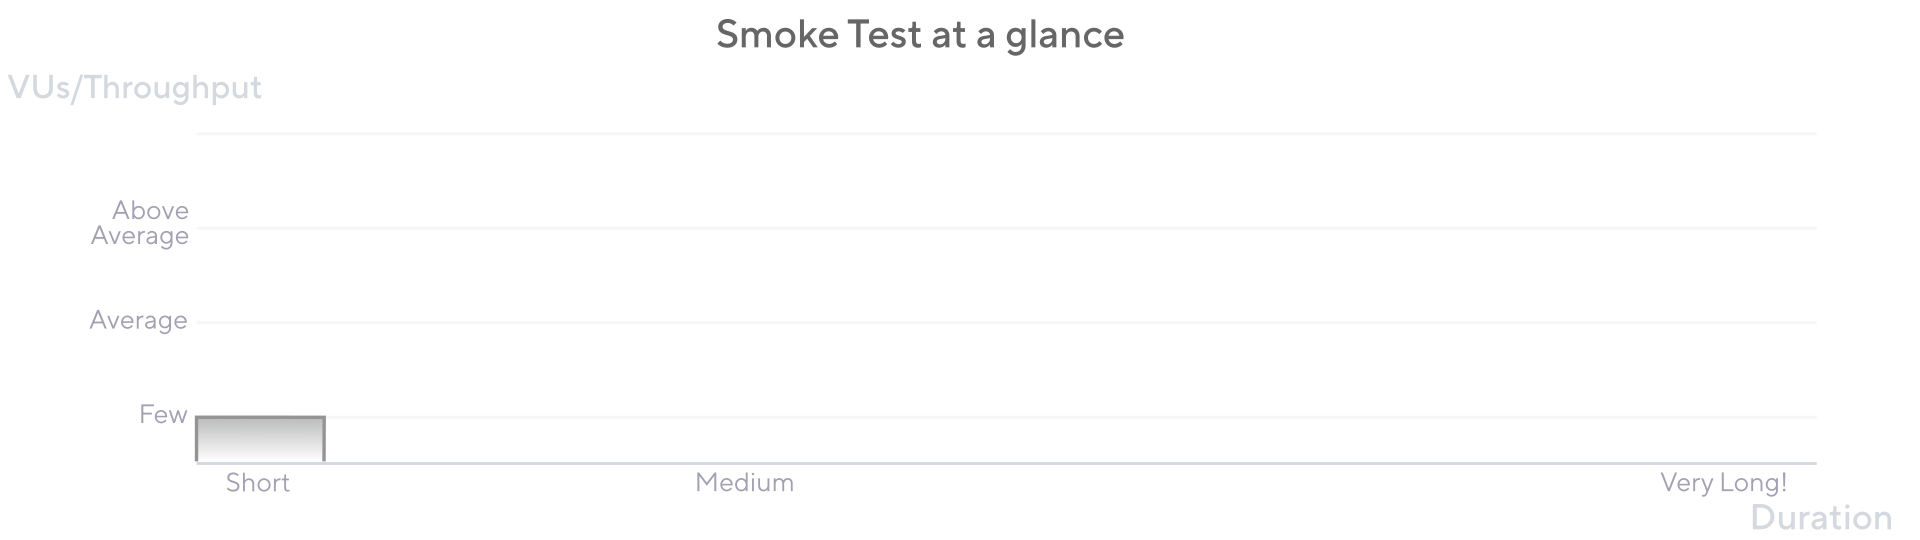 Smoke Test at a glance
VUs/Throughput
Above
Average
Average
Few
Short
Medium
Very Long!
Duration